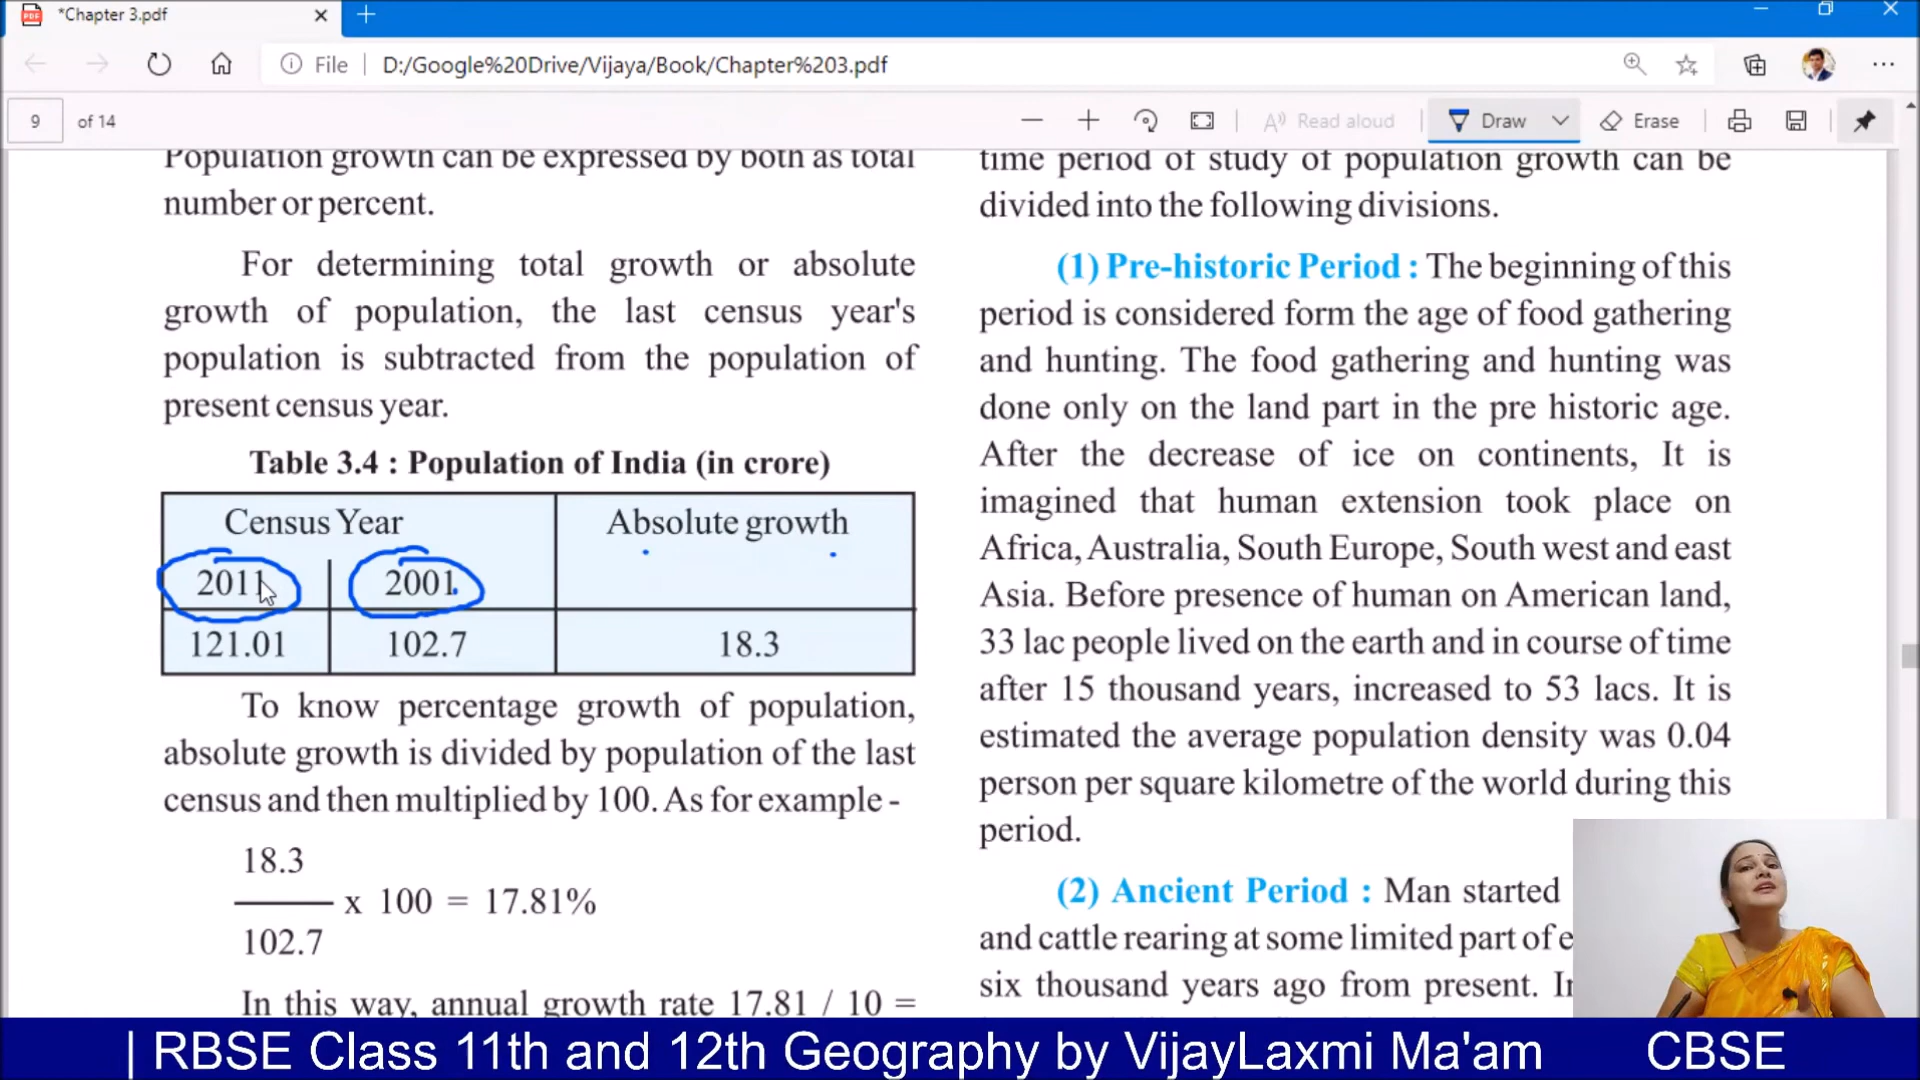 *Chapter 3.pdf
File
D:/Google%20Drive/Vijaya/Book/Chapter%203.pdf
9 of 14
Read aloud
Draw
Erase
Population growth can be expressed by both as total
number or percent.
For determining total growth or absolute
growth of population, the last census year's
population is subtracted from the population of
present census year.
Table 3.4 : Population of India (in crore)
Census Year Absolute growth
2011 2001
121.01 102.7 18.3
To know percentage growth of population,
absolute growth is divided by population of the last
census and then multiplied by 100. As for example -
18.3
x 100 = 17.81%
102.7
In this way, annual growth rate 17.81 / 10 =
time period of study of population growth can be
divided into the following divisions.
(1) Pre-historic Period : The beginning of this
period is considered form the age of food gathering
and hunting. The food gathering and hunting was
done only on the land part in the pre historic age.
After the decrease of ice on continents, It is
imagined that human extension took place on
Africa, Australia, South Europe, South west and east
Asia. Before presence of human on American land,
33 lac people lived on the earth and in course of time
after 15 thousand years, increased to 53 lacs. It is
estimated the average population density was 0.04
person per square kilometre of the world during this
period.
(2) Ancient Period : Man started
and cattle rearing at some limited part of e
six thousand years ago from present. In
| RBSE Class 11th and 12th Geography by VijayLaxmi Ma'am CBSE